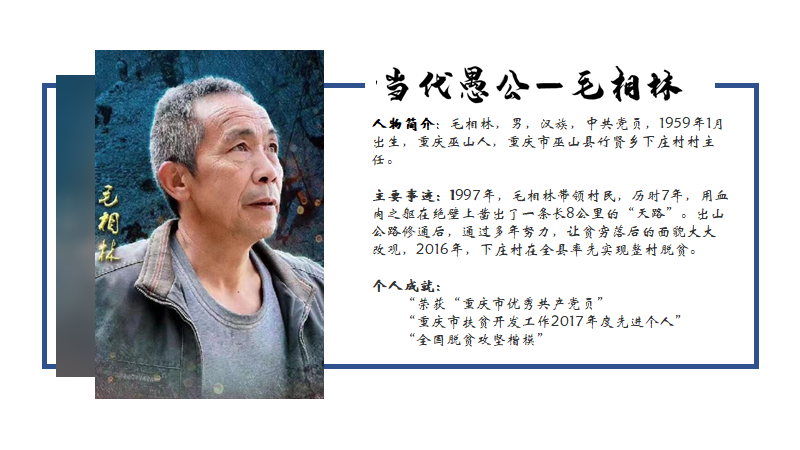 当代愚公—毛相林
毛相林
人物简介：毛相林，男，汉族，中共党员，1959年1月
出生，重庆巫山人，重庆市巫山县竹贤乡下庄村村主
任。
主要事迹：1997年，毛相林带领村民，历时7年，用血
肉之躯在绝壁上凿出了一条长8公里的“天路”。出山
公路修通后，通过多年努力，让贫穷落后的面貌大大
改观，2016年，下庄村在全县率先实现整村脱贫。
个人成就：
“荣获“重庆市优秀共产党员”
“重庆市扶贫开发工作2017年度先进个人”
“全国脱贫攻坚楷模”